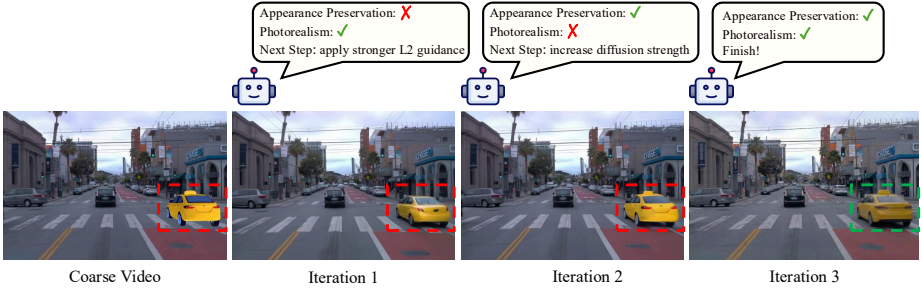 Appearance Preservation: ✗
Photorealism: ✓
Next Step: apply stronger L2 guidance
Appearance Preservation: ✓
Photorealism: ✗
Next Step: increase diffusion strength
Appearance Preservation: ✓
Photorealism: ✓
Finish!
Coarse Video
Iteration 1
Iteration 2
Iteration 3